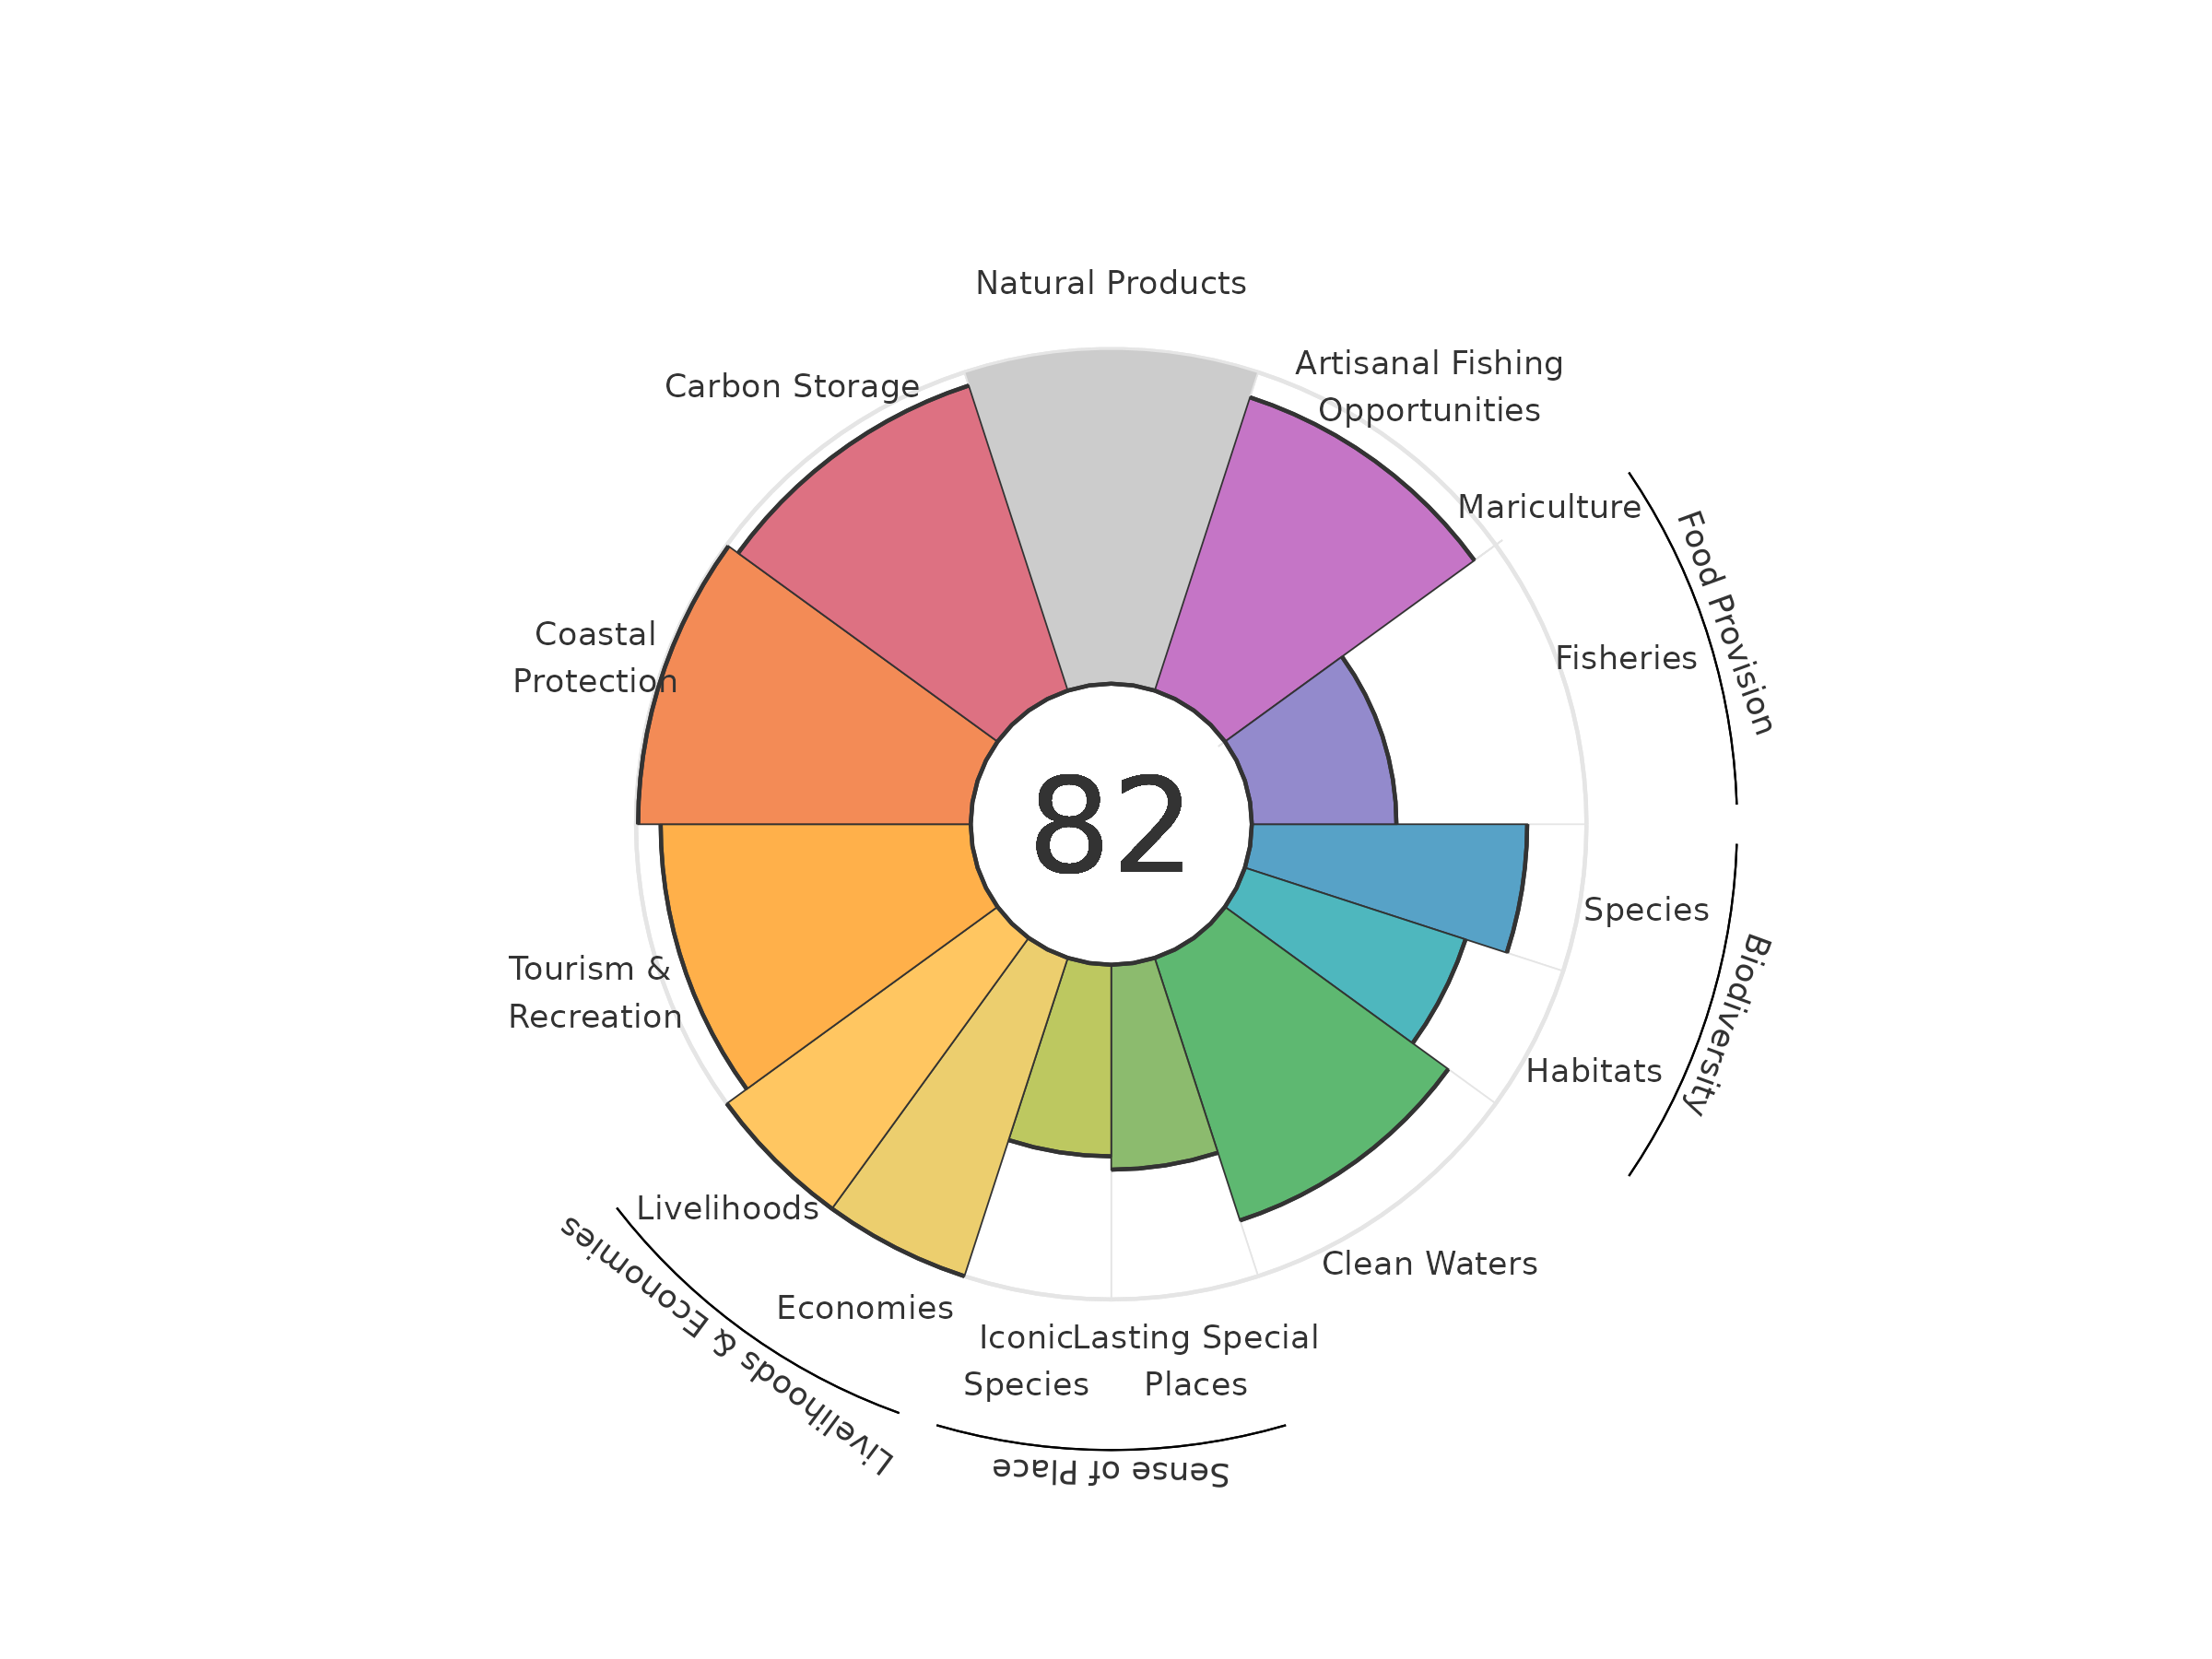 Natural Products
Artisanal Fishing
Opportunities
Carbon Storage
Mariculture
Food Provision
Coastal
Protection
Fisheries
82
Species
Biodiversity
Tourism &
Recreation
Habitats
Livelihoods
Clean Waters
Livelihoods & Economies
Economies
Iconic
Species
Lasting Special
Places
Sense of Place